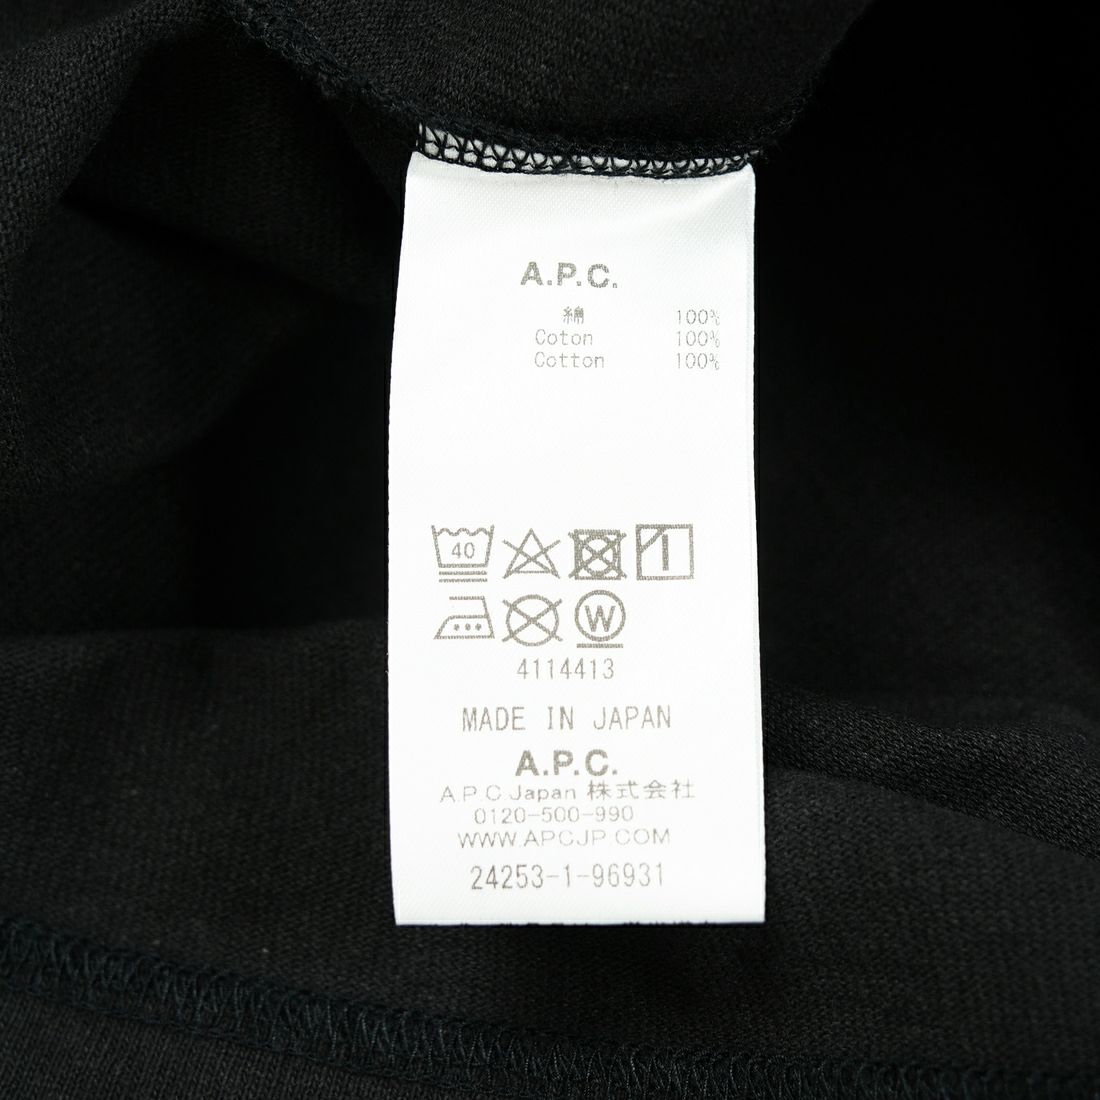 A.P.C.
綿 100%
Coton 100%
Cotton 100%
40
W
4114413
MADE IN JAPAN
A.P.C.
A.P.C.Japan 株式会社
0120-500-990
WWW.APCJP.COM
24253-1-96931